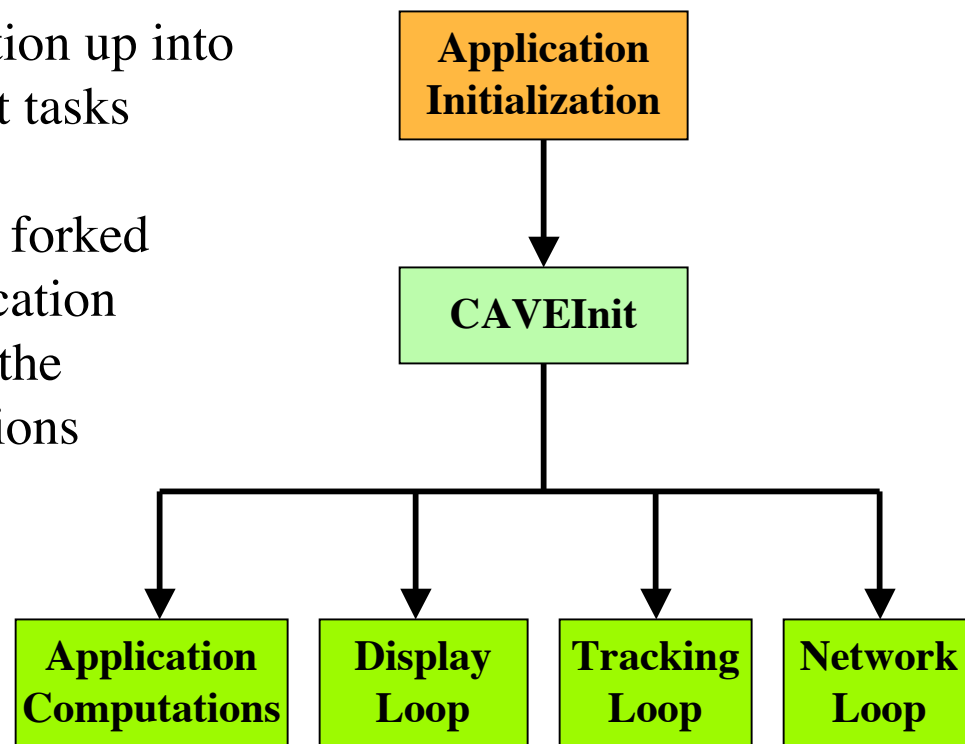 tion up into
t tasks
forked
cation
the
ions
Application
Initialization
CAVEInit
Application
Computations
Display
Loop
Tracking
Loop
Network
Loop